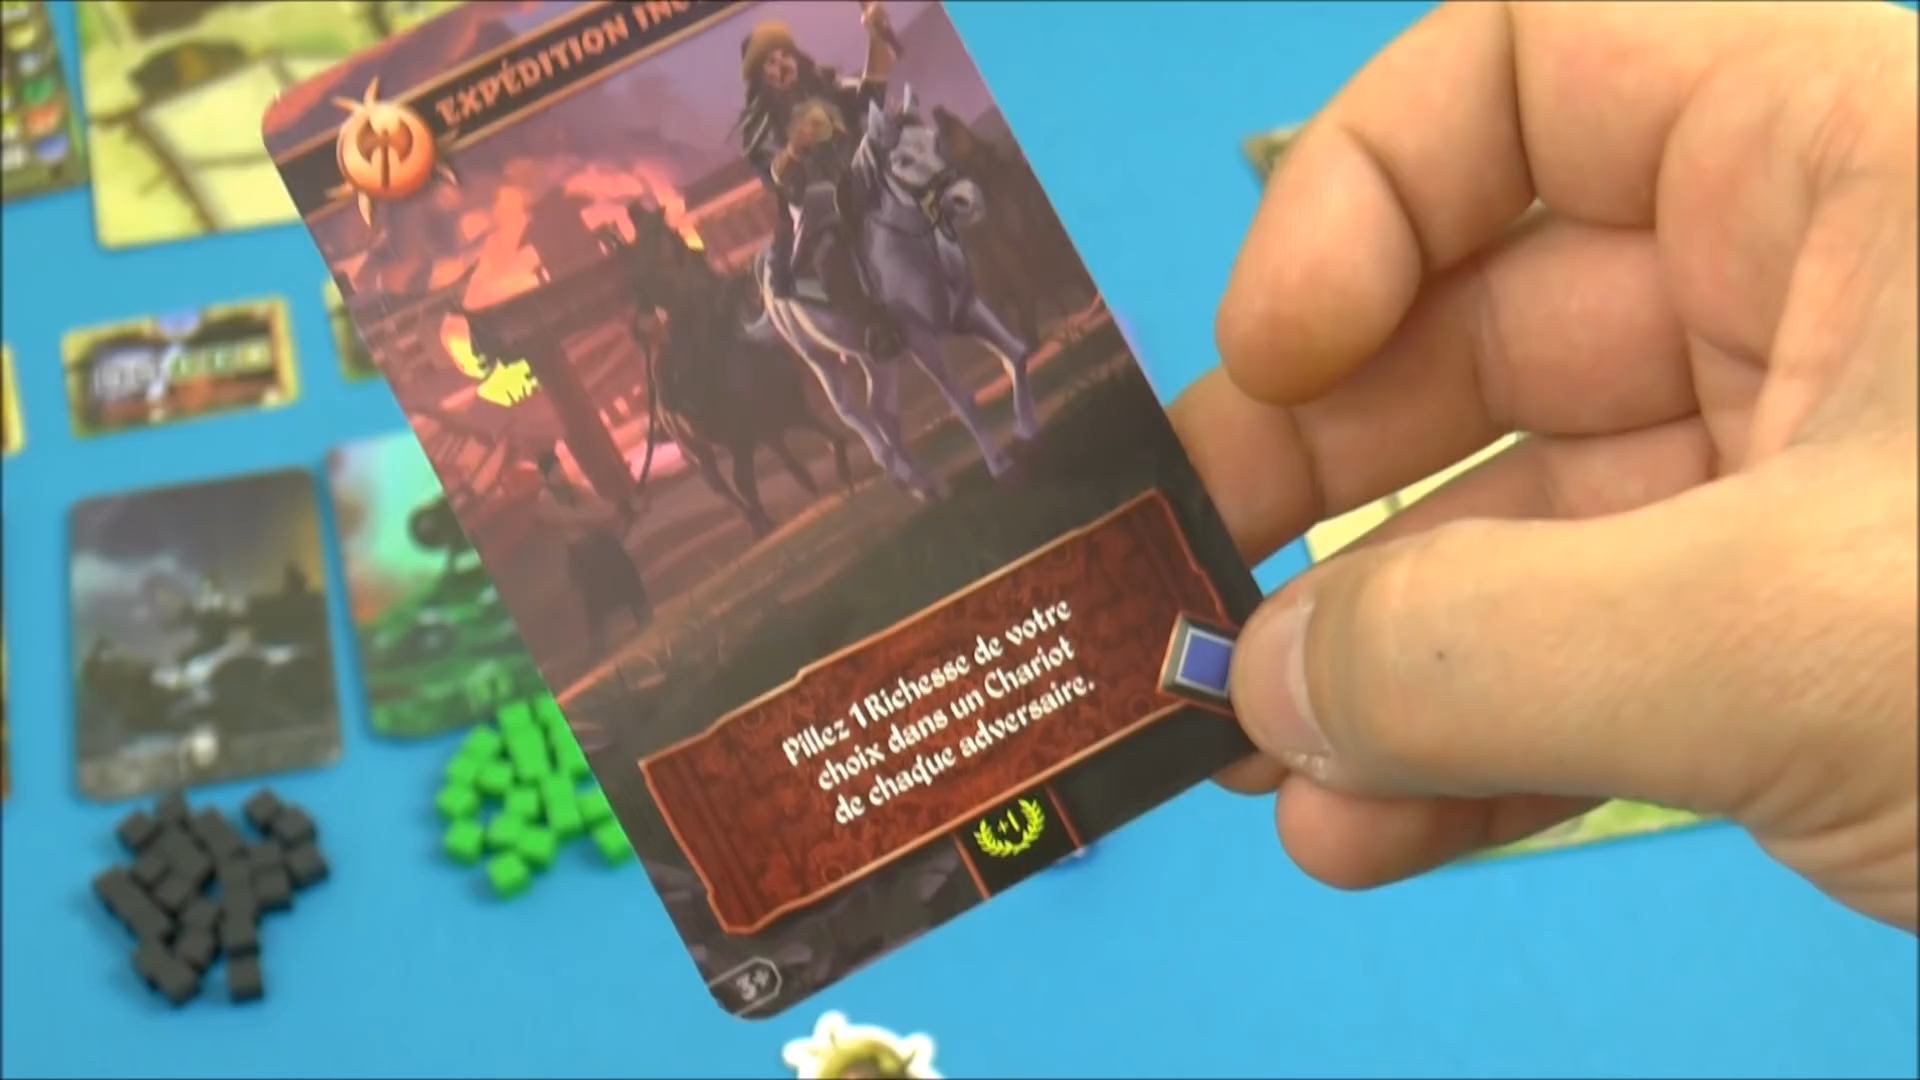 EXPÉDITION
Pillez 1 Richesse de votre
choix dans un Chariot
de chaque adversaire.
+1
3+